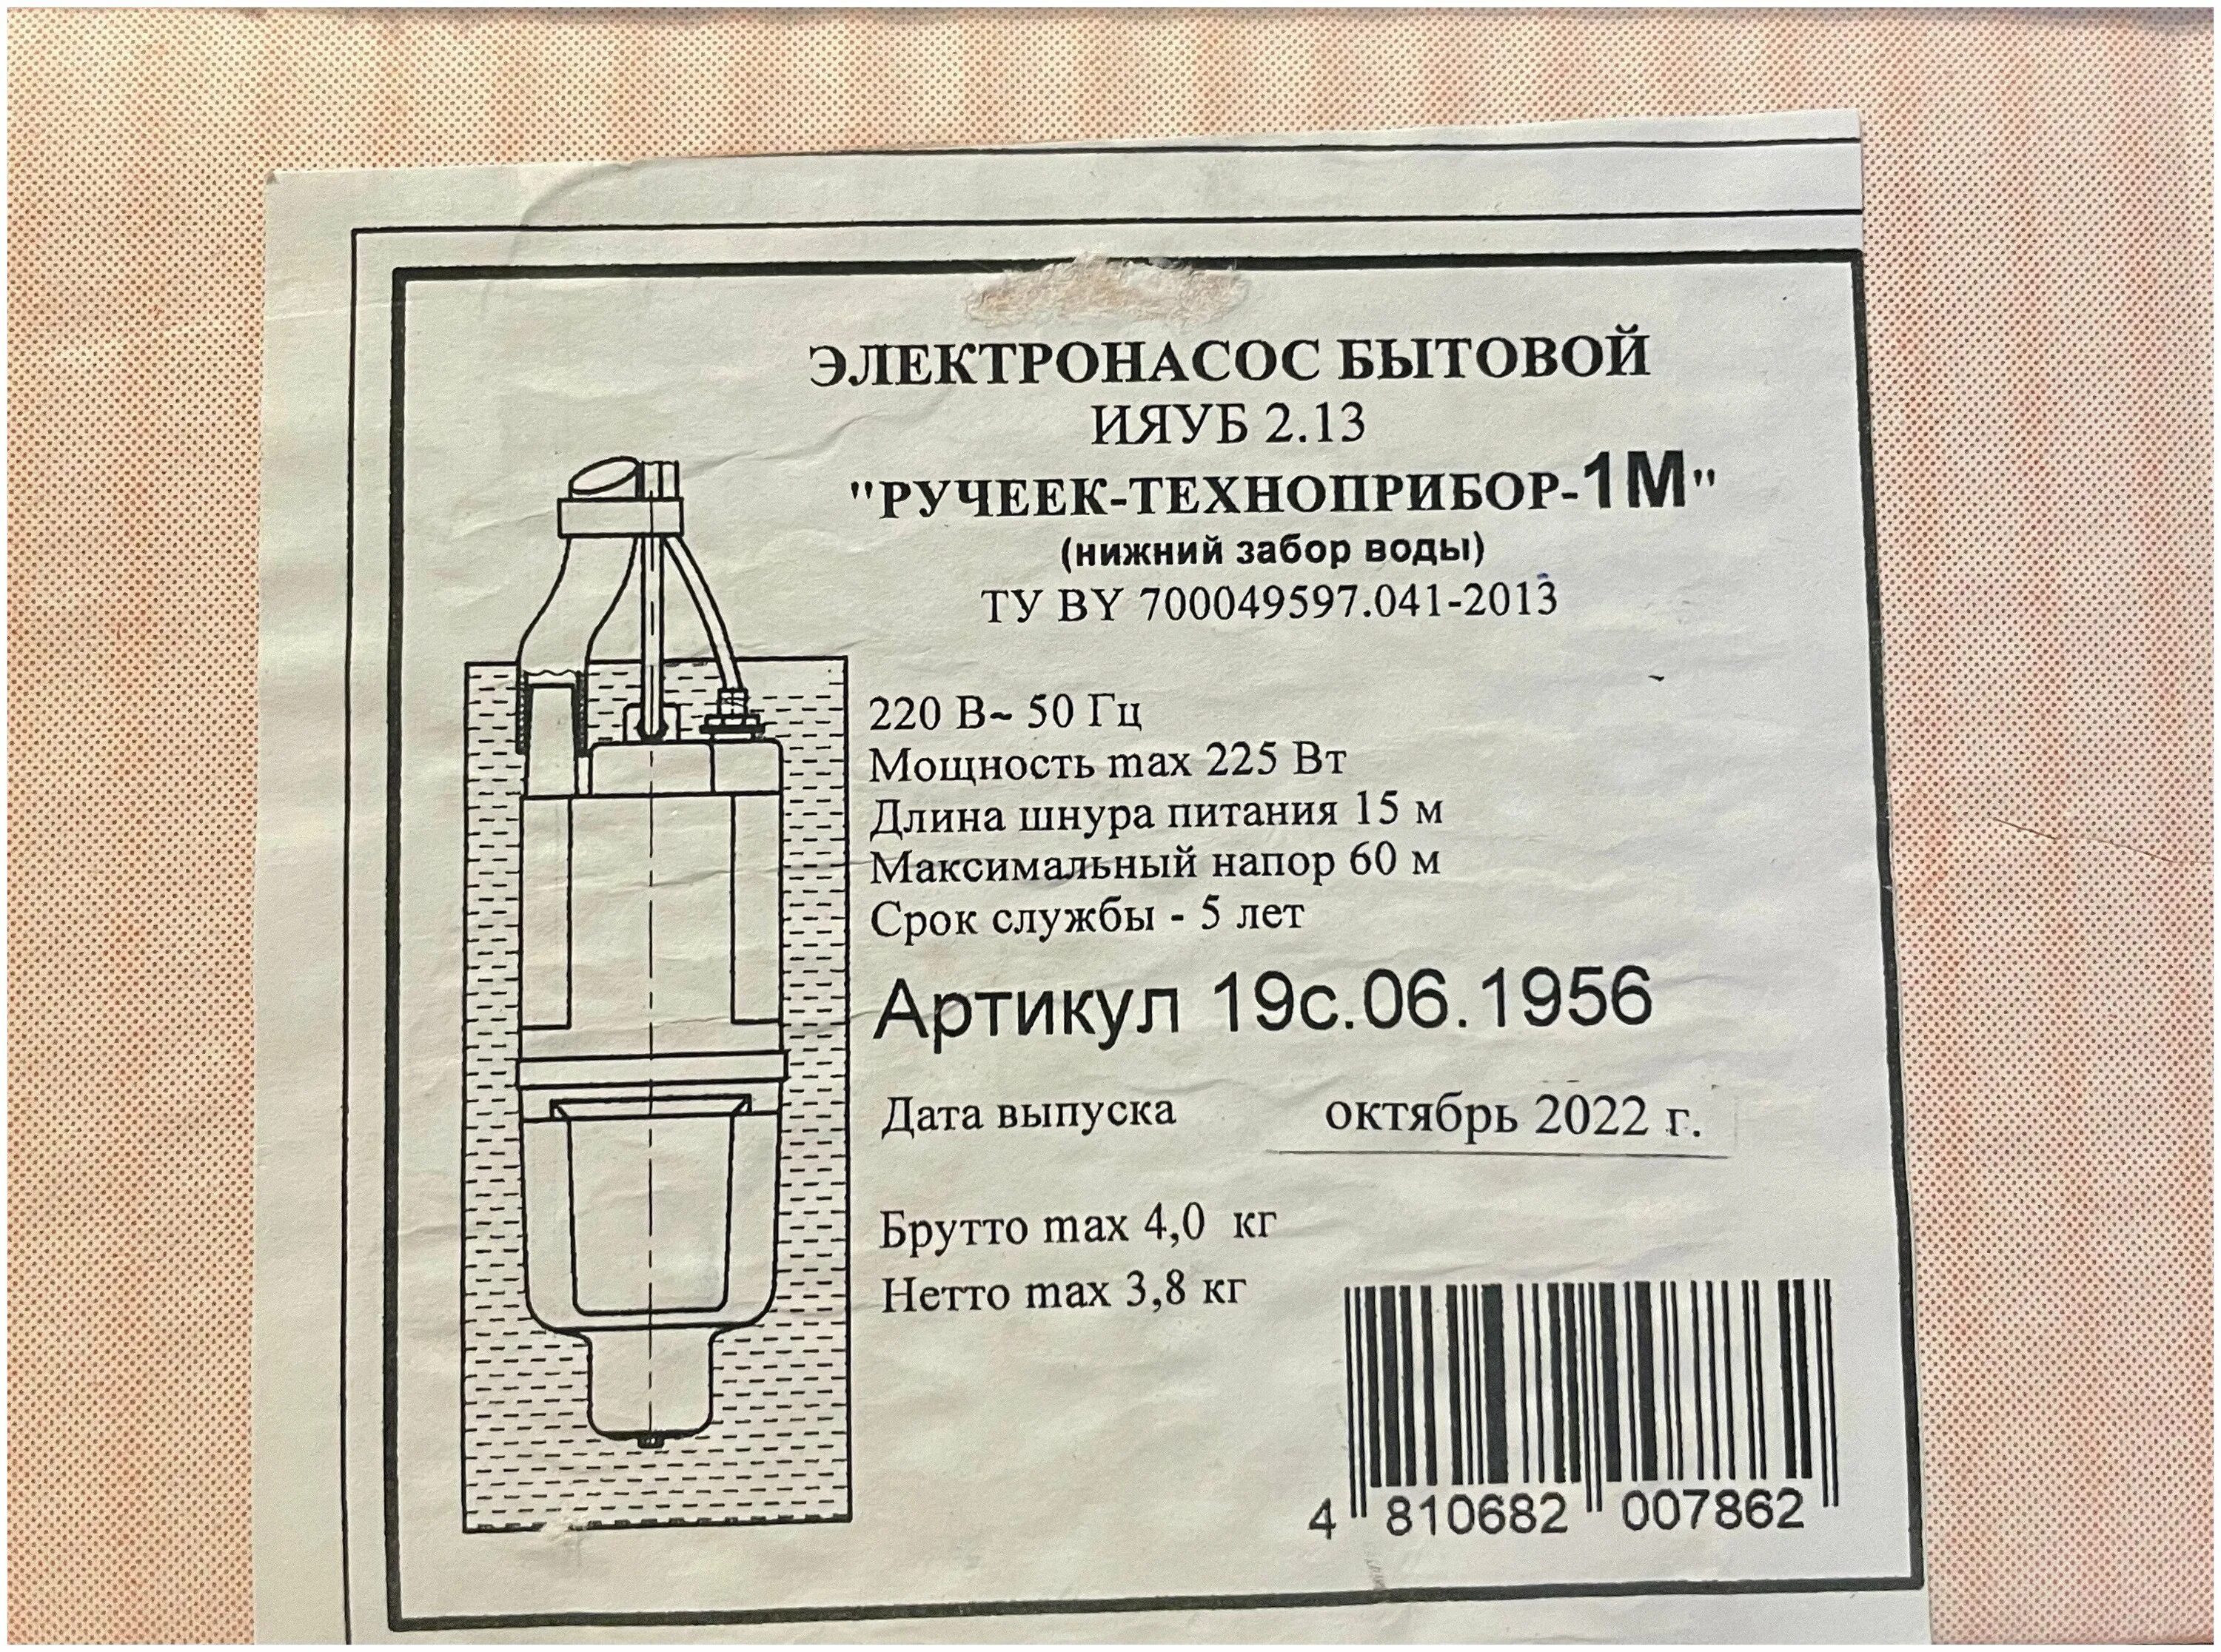 ЭЛЕКТРОНАСОС БЫТОВОЙ
ИЯУБ 2.13
"РУЧЕЕК-ТЕХНОПРИБОР-1М"
(нижний забор воды)
ТУ BY 700049597.041-2013
220 В~ 50 Гц
Мощность max 225 Вт
Длина шнура питания 15 м
Максимальный напор 60 м
Срок службы - 5 лет
Артикул 19с.06.1956
Дата выпуска октябрь 2022 г.
Брутто max 4,0 кг
Нетто max 3,8 кг
4 810682 007862